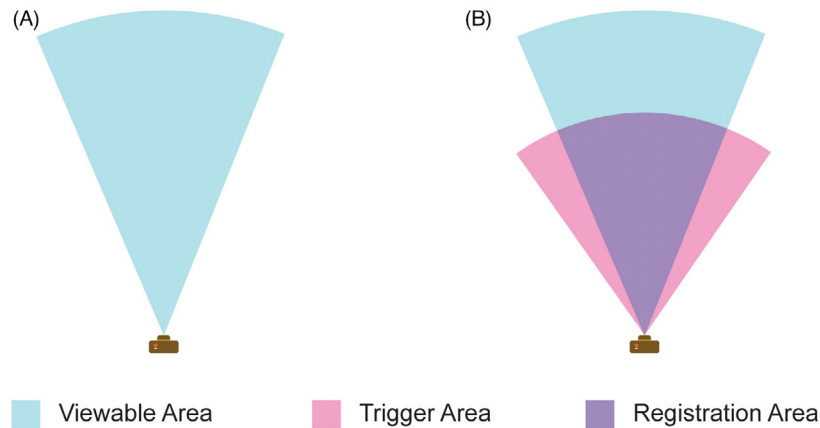 (A)
(B)
Viewable Area
Trigger Area
Registration Area